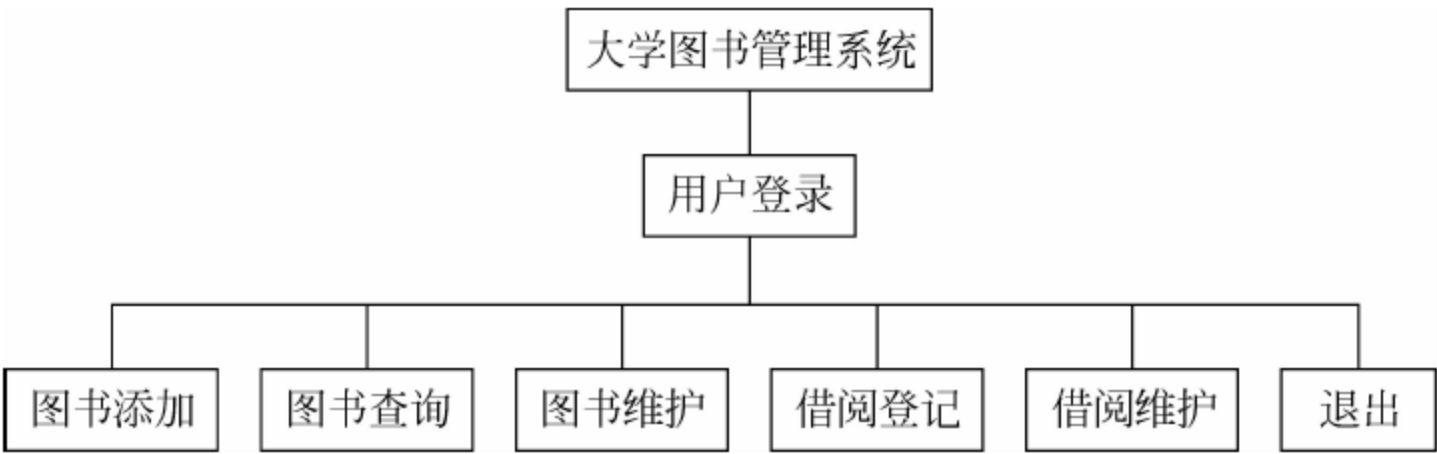 大学图书管理系统
用户登录
图书添加
图书查询
图书维护
借阅登记
借阅维护
退出